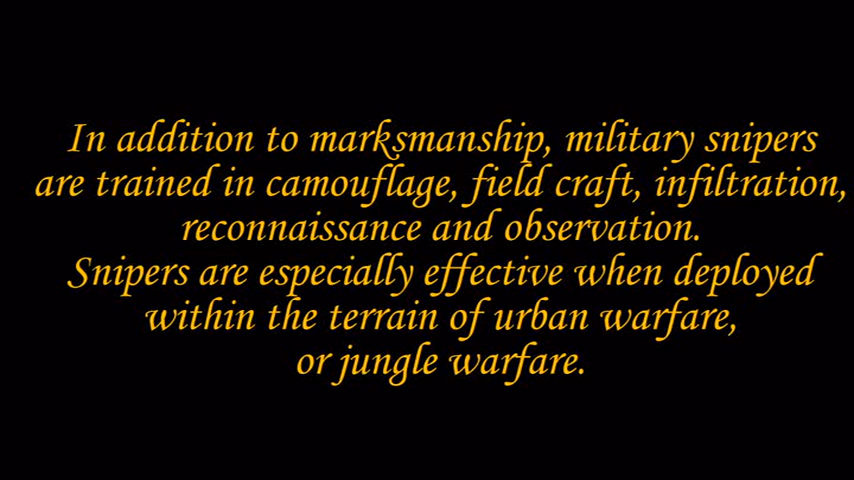 In addition to marksmanship, military snipers
are trained in camouflage, field craft, infiltration,
reconnaissance and observation.
Snipers are especially effective when deployed
within the terrain of urban warfare,
or jungle warfare.